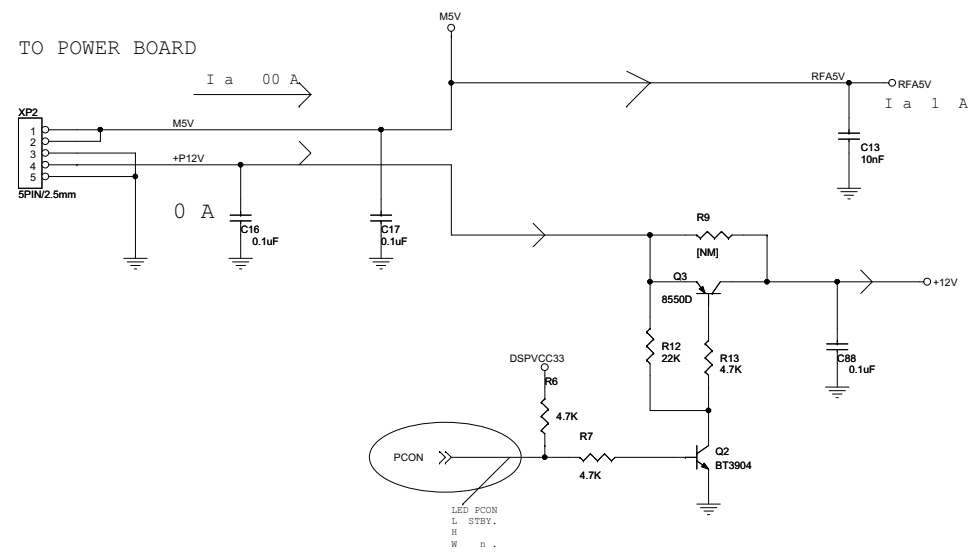 M5V
TO POWER BOARD
I a 00 A
RFA5V
RFA5V
I a 1 A
XP2
M5V
1
2
3
4
5
+P12V
C13
10nF
5PIN/2.5mm
0 A
C16
0.1uF
C17
0.1uF
R9
[NM]
Q3
8550D
+12V
R12
22K
R13
4.7K
C88
0.1uF
DSPVCC33
R6
4.7K
R7
4.7K
PCON
Q2
BT3904
LED PCON
L STBY.
H
W n.